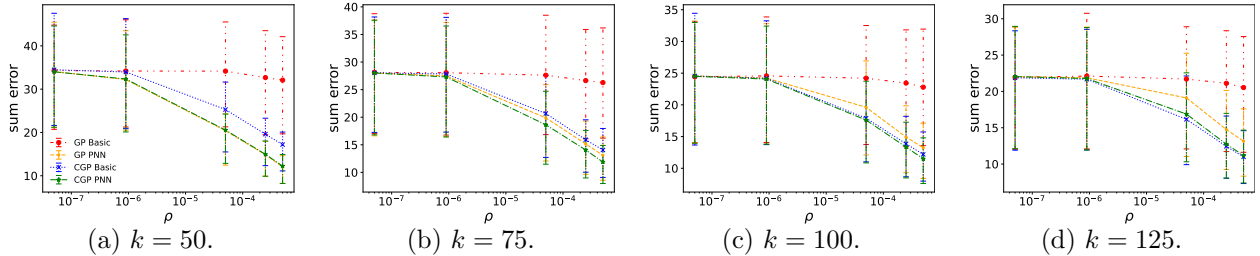 sum error
40
30
20
10
GP Basic
GP PNN
CGP Basic
CGP PNN
10⁻⁷ 10⁻⁶ 10⁻⁵ 10⁻⁴
ρ
(a) k = 50.
sum error
40
35
30
25
20
15
10
10⁻⁷ 10⁻⁶ 10⁻⁵ 10⁻⁴
ρ
(b) k = 75.
sum error
35
30
25
20
15
10
10⁻⁷ 10⁻⁶ 10⁻⁵ 10⁻⁴
ρ
(c) k = 100.
sum error
30
25
20
15
10
10⁻⁷ 10⁻⁶ 10⁻⁵ 10⁻⁴
ρ
(d) k = 125.